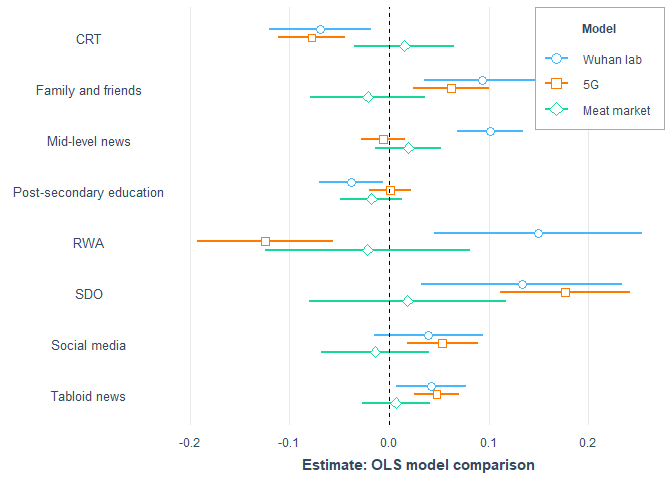 Model
Wuhan lab
5G
Meat market
CRT
Family and friends
Mid-level news
Post-secondary education
RWA
SDO
Social media
Tabloid news
-0.2 -0.1 0.0 0.1 0.2
Estimate: OLS model comparison